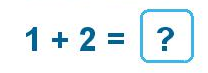 1 + 2 = ?